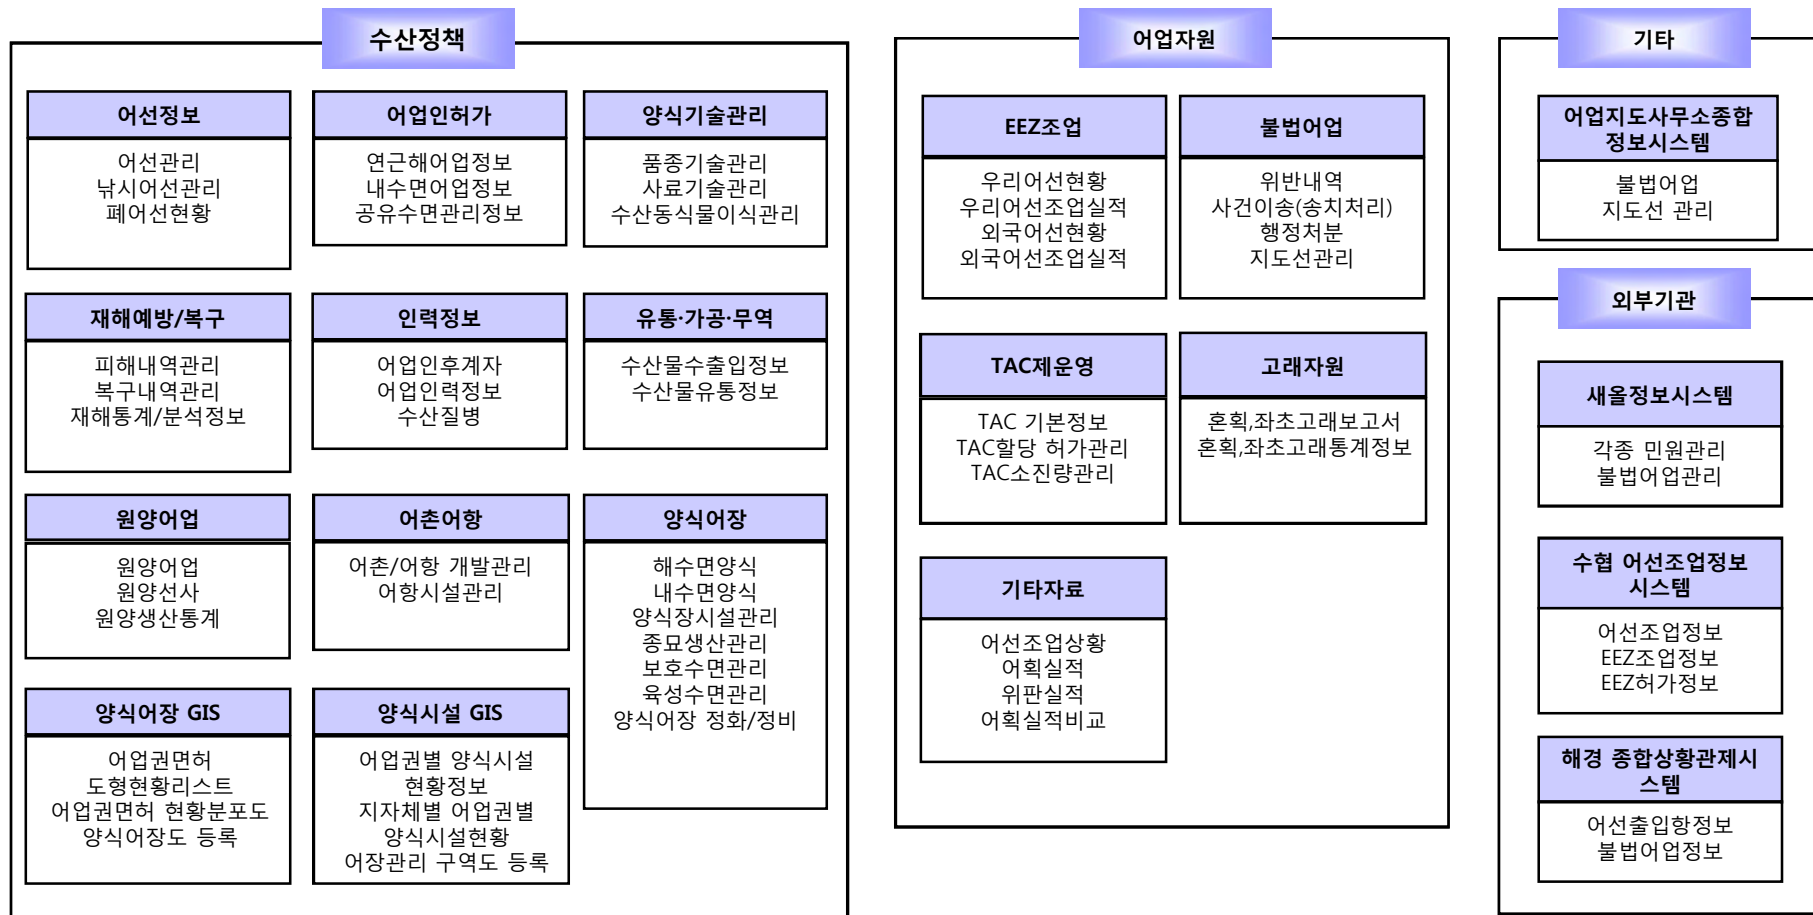 수산정책
어선정보
어선관리
낚시어선관리
폐어선현황
어업인허가
연근해어업정보
내수면어업정보
공유수면관리정보
양식기술관리
품종기술관리
사료기술관리
수산동식물이식관리
재해예방/복구
피해내역관리
복구내역관리
재해통계/분석정보
인력정보
어업인후계자
어업인력정보
수산질병
유통·가공·무역
수산물수출입정보
수산물유통정보
원양어업
원양어업
원양선사
원양생산통계
어촌어항
어촌/어항 개발관리
어항시설관리
양식어장
해수면양식
내수면양식
양식장시설관리
종묘생산관리
보호수면관리
육성수면관리
양식어장 정화/정비
양식어장 GIS
어업권면허
도형현황리스트
어업권면허 현황분포도
양식어장도 등록
양식시설 GIS
어업권별 양식시설
현황정보
지자체별 어업권별
양식시설현황
어장관리 구역도 등록
어업자원
EEZ조업
우리어선현황
우리어선조업실적
외국어선현황
외국어선조업실적
불법어업
위반내역
사건이송(송치처리)
행정처분
지도선관리
TAC제운영
TAC 기본정보
TAC할당 허가관리
TAC소진량관리
고래자원
혼획,좌초고래보고서
혼획,좌초고래통계정보
기타자료
어선조업상황
어획실적
위판실적
어획실적비교
기타
어업지도사무소종합
정보시스템
불법어업
지도선 관리
외부기관
새올정보시스템
각종 민원관리
불법어업관리
수협 어선조업정보
시스템
어선조업정보
EEZ조업정보
EEZ허가정보
해경 종합상황관제시
스템
어선출입항정보
불법어업정보